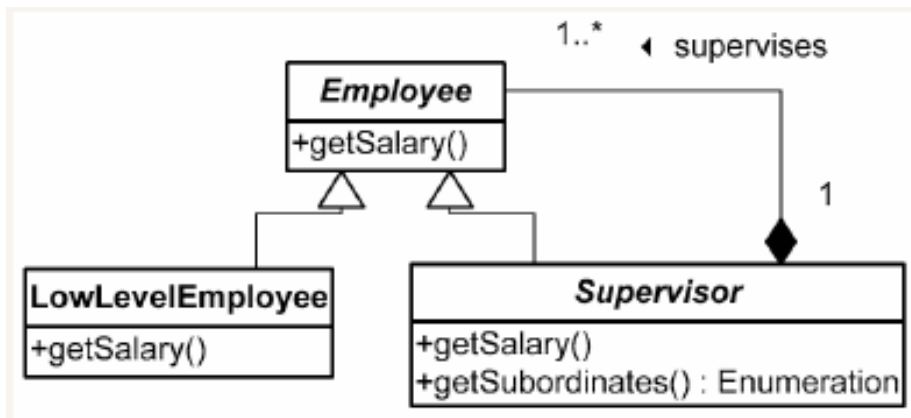 1..* ◄ supervises
Employee
+getSalary()
1
LowLevelEmployee
+getSalary()
Supervisor
+getSalary()
+getSubordinates() : Enumeration